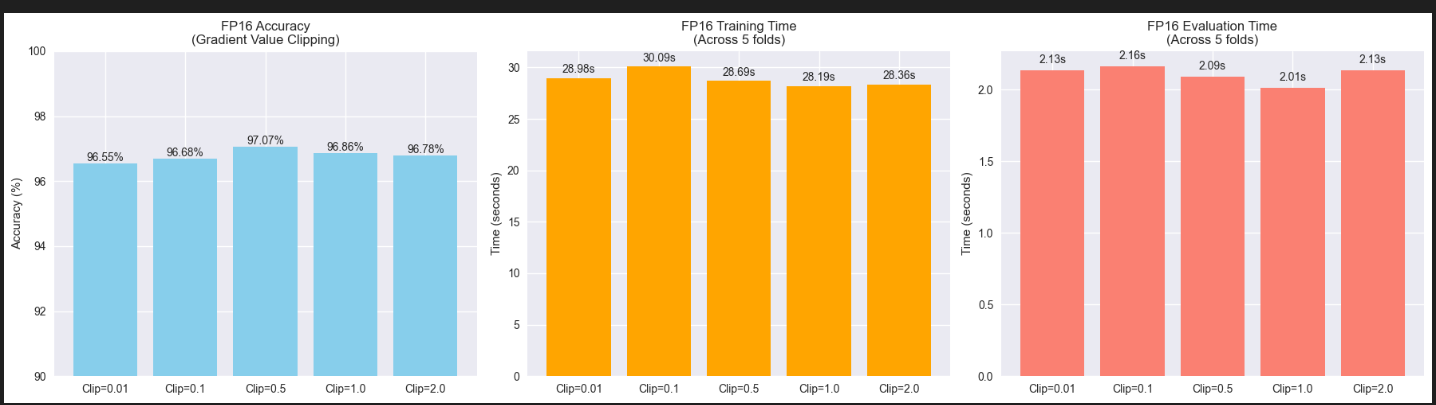 FP16 Accuracy
(Gradient Value Clipping)
100
98
96
94
92
90
Accuracy (%)
96.55%
96.68%
97.07%
96.86%
96.78%
Clip=0.01
Clip=0.1
Clip=0.5
Clip=1.0
Clip=2.0
FP16 Training Time
(Across 5 folds)
30
25
20
15
10
5
0
Time (seconds)
28.98s
30.09s
28.69s
28.19s
28.36s
Clip=0.01
Clip=0.1
Clip=0.5
Clip=1.0
Clip=2.0
FP16 Evaluation Time
(Across 5 folds)
2.0
1.5
1.0
0.5
0.0
Time (seconds)
2.13s
2.16s
2.09s
2.01s
2.13s
Clip=0.01
Clip=0.1
Clip=0.5
Clip=1.0
Clip=2.0